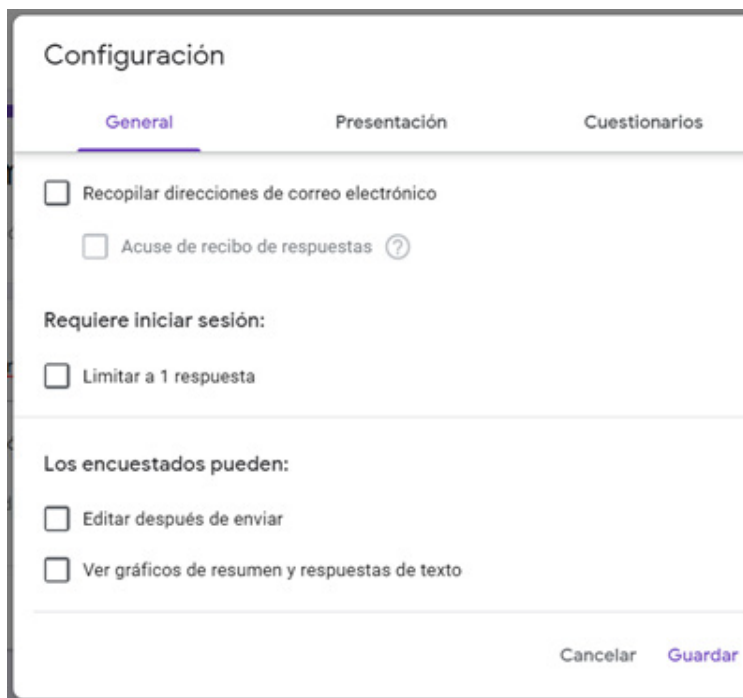 Configuración
General Presentación Cuestionarios
Recopilar direcciones de correo electrónico
Acuse de recibo de respuestas ?
Requiere iniciar sesión:
Limitar a 1 respuesta
Los encuestados pueden:
Editar después de enviar
Ver gráficos de resumen y respuestas de texto
Cancelar Guardar